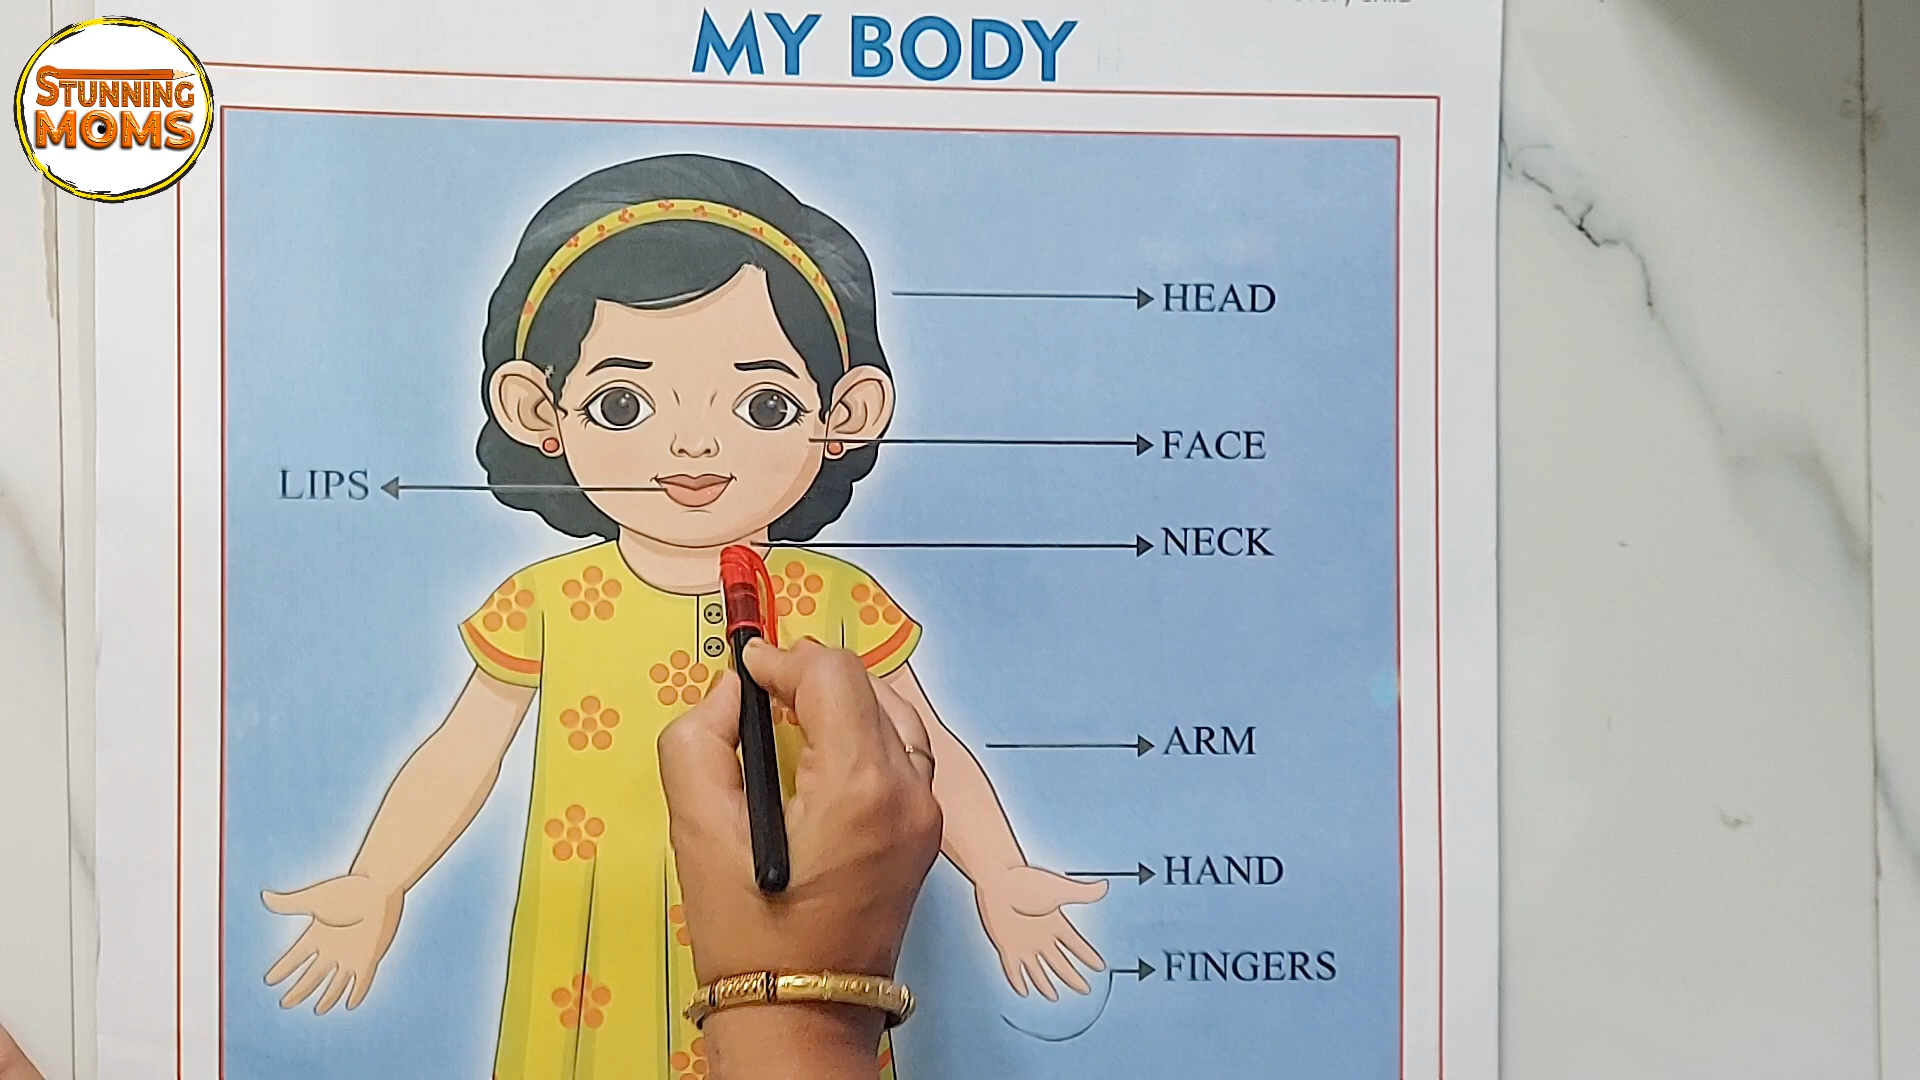 MY BODY
STUNNING
MOMS
HEAD
FACE
LIPS
NECK
ARM
HAND
FINGERS